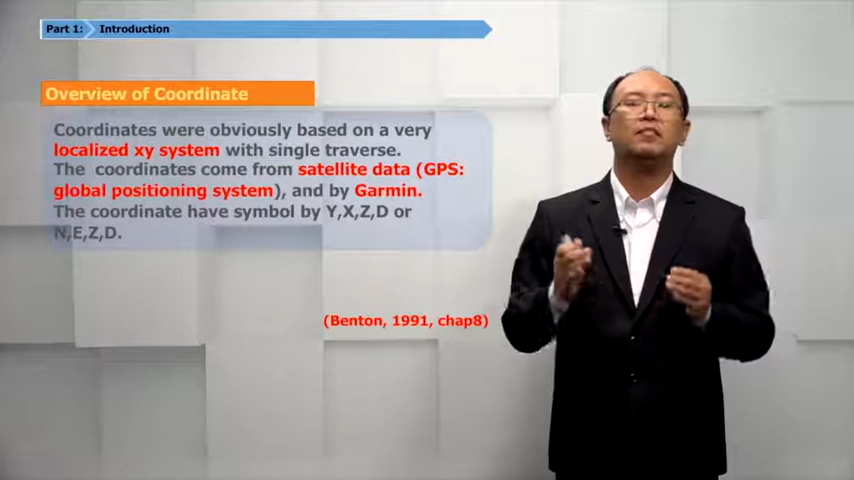 Part 1:
Introduction
Overview of Coordinate
Coordinates were obviously based on a very
localized xy system with single traverse.
The coordinates come from satellite data (GPS:
global positioning system), and by Garmin.
The coordinate have symbol by Y,X,Z,D or
N,E,Z,D.
(Benton, 1991, chap8)